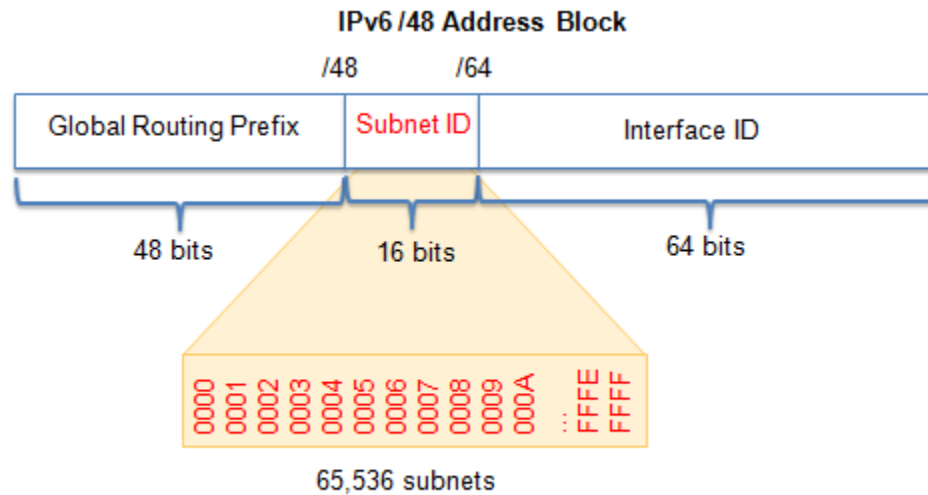 IPv6 /48 Address Block
/48
/64
Global Routing Prefix
Subnet ID
Interface ID
48 bits
16 bits
64 bits
0000
0001
0002
0003
0004
0005
0006
0007
0008
0009
000A
...
FFFE
FFFF
65,536 subnets